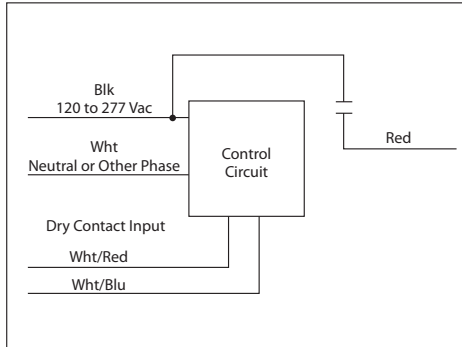 Blk
120 to 277 Vac
Wht
Neutral or Other Phase
Control
Circuit
Red
Dry Contact Input
Wht/Red
Wht/Blu